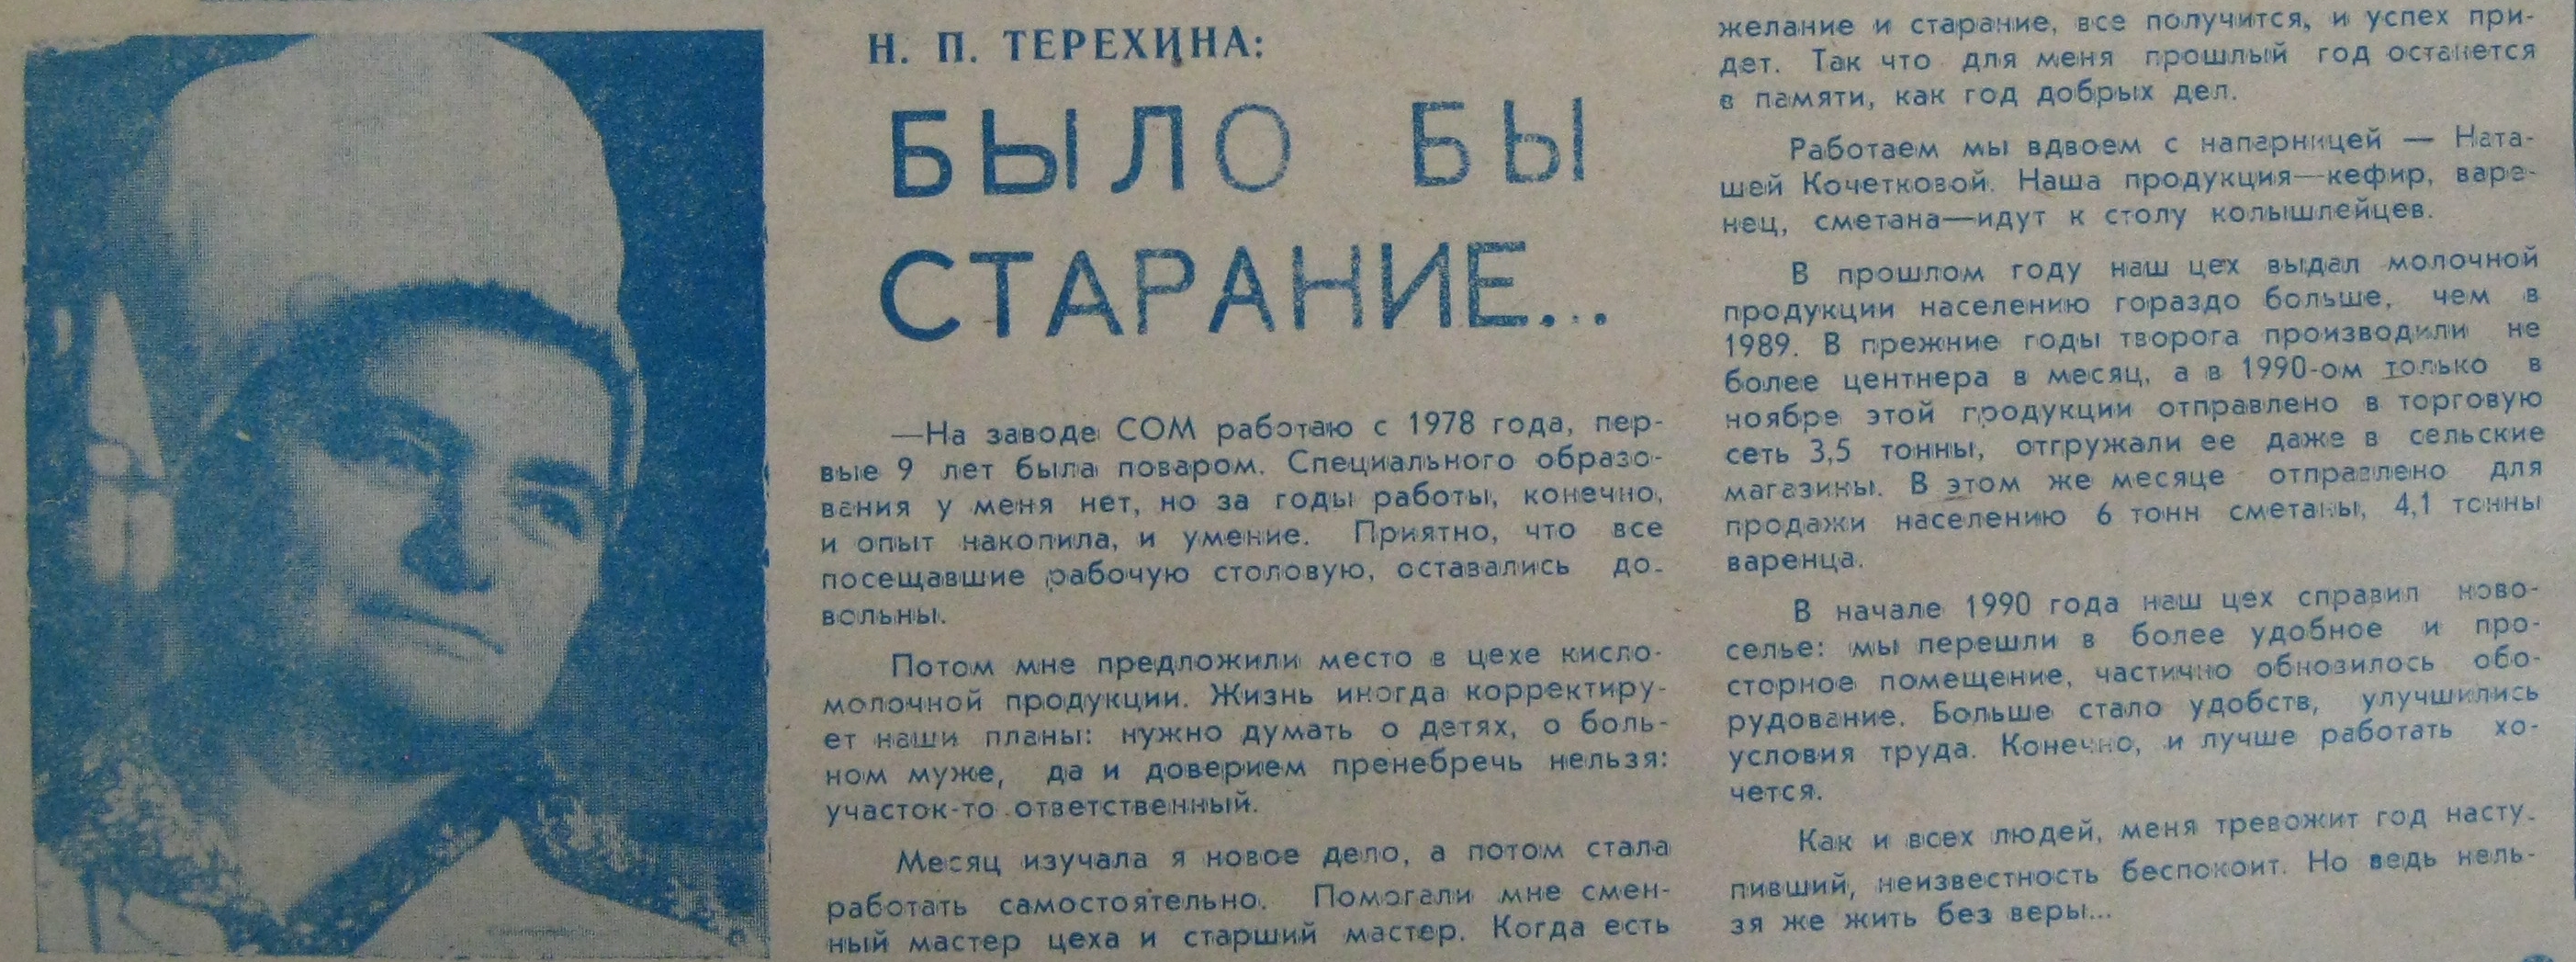 Н. П. ТЕРЕХИНА:
БЫЛО БЫ
СТАРАНИЕ...
—На заводе СОМ работаю с 1978 года, пер-
вые 9 лет была поваром. Специального образо-
вания у меня нет, но за годы работы, конечно,
и опыт накопила, и умение. Приятно, что все
посещавшие рабочую столовую, оставались до-
вольны.
Потом мне предложили место в цехе кисло-
молочной продукции. Жизнь иногда корректиру-
ет наши планы: нужно думать о детях, о боль-
ном муже, да и доверием пренебречь нельзя:
участок-то ответственный.
Месяц изучала я новое дело, а потом стала
работать самостоятельно. Помогали мне смен-
ный мастер цеха и старший мастер. Когда есть
желание и старание, все получится, и успех при-
дет. Так что для меня прошлый год останется
в памяти, как год добрых дел.
Работаем мы вдвоем с напарницей — Ната-
шей Кочетковой. Наша продукция—кефир, варе-
нец, сметана—идут к столу колышлейцев.
В прошлом году наш цех выдал молочной
продукции населению гораздо больше, чем в
1989. В прежние годы творога производили не
более центнера в месяц, а в 1990-ом только в
ноябре этой продукции отправлено в торговую
сеть 3,5 тонны, отгружали ее даже в сельские
магазины. В этом же месяце отправлено для
продажи населению 6 тонн сметаны, 4,1 тонны
варенца.
В начале 1990 года наш цех справил ново-
селье: мы перешли в более удобное и про-
сторное помещение, частично обновилось обо-
рудование. Больше стало удобств, улучшились
условия труда. Конечно, и лучше работать хо-
чется.
Как и всех людей, меня тревожит год насту-
пивший, неизвестность беспокоит. Но ведь нель-
зя же жить без веры...